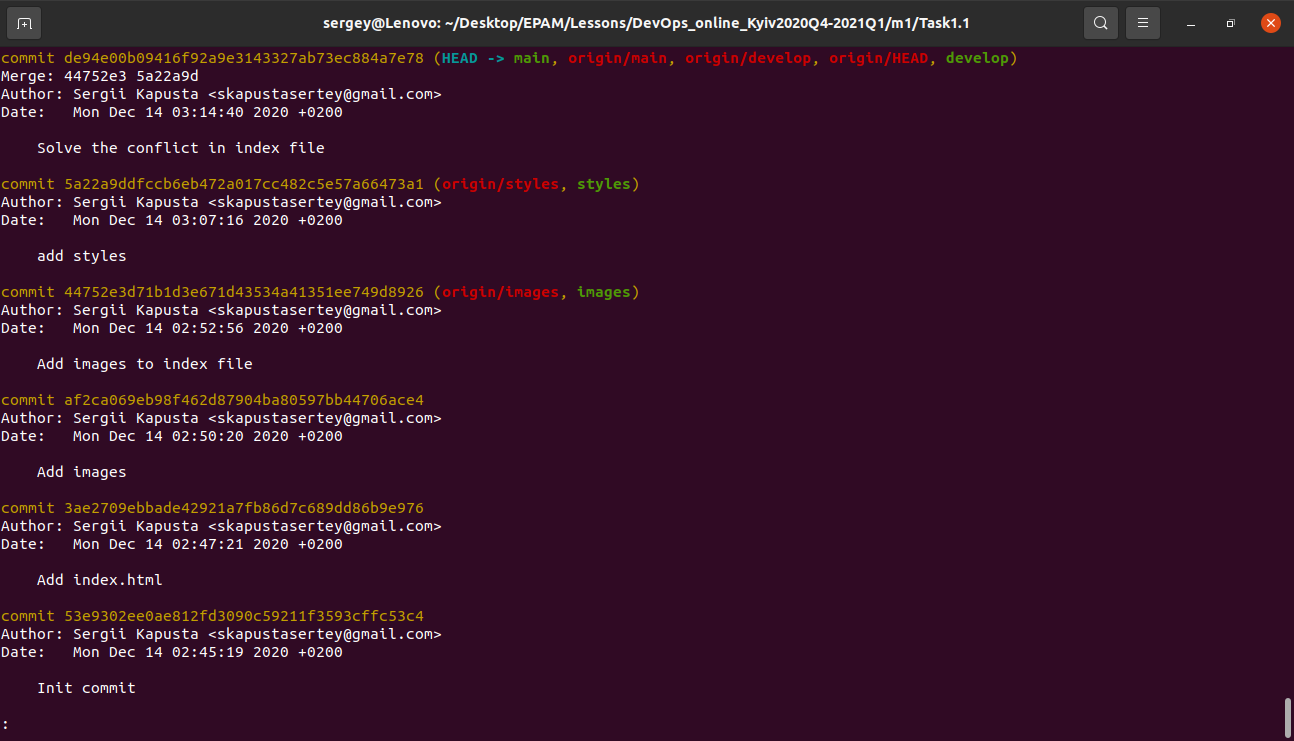 sergey@Lenovo: ~/Desktop/EPAM/Lessons/DevOps_online_Kyiv2020Q4-2021Q1/m1/Task1.1
commit de94e00b09416f92a9e3143327ab73ec884a7e78 (HEAD -> main, origin/main, origin/develop, origin/HEAD, develop)
Merge: 44752e3 5a22a9d
Author: Sergii Kapusta <skapustasertey@gmail.com>
Date:   Mon Dec 14 03:14:40 2020 +0200

    Solve the conflict in index file

commit 5a22a9ddfccb6eb472a017cc482c5e57a66473a1 (origin/styles, styles)
Author: Sergii Kapusta <skapustasertey@gmail.com>
Date:   Mon Dec 14 03:07:16 2020 +0200

    add styles

commit 44752e3d71b1d3e671d43534a41351ee749d8926 (origin/images, images)
Author: Sergii Kapusta <skapustasertey@gmail.com>
Date:   Mon Dec 14 02:52:56 2020 +0200

    Add images to index file

commit af2ca069eb98f462d87904ba80597bb44706ace4
Author: Sergii Kapusta <skapustasertey@gmail.com>
Date:   Mon Dec 14 02:50:20 2020 +0200

    Add images

commit 3ae2709ebbade42921a7fb86d7c689dd86b9e976
Author: Sergii Kapusta <skapustasertey@gmail.com>
Date:   Mon Dec 14 02:47:21 2020 +0200

    Add index.html

commit 53e9302ee0ae812fd3090c59211f3593cffc53c4
Author: Sergii Kapusta <skapustasertey@gmail.com>
Date:   Mon Dec 14 02:45:19 2020 +0200

    Init commit

: